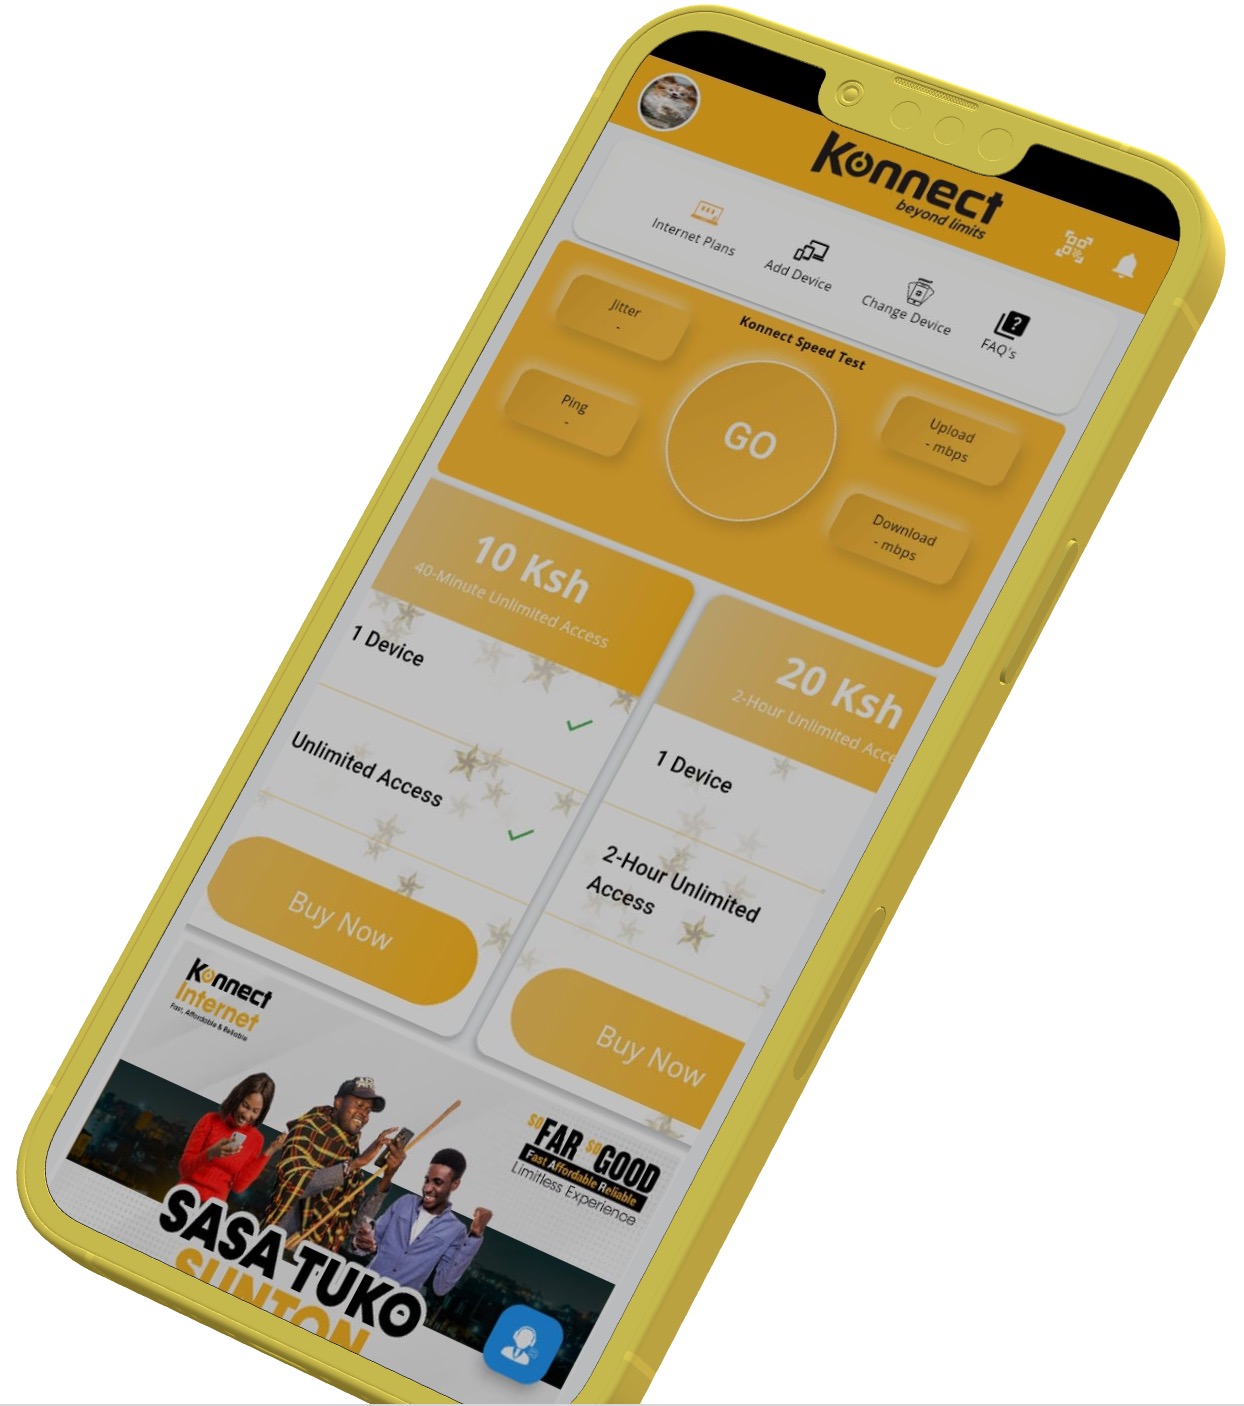 Konnect
beyond limits
Internet Plans
Add Device
Change Device
FAQ's
Konnect Speed Test
Jitter
-
Ping
-
GO
Upload
- mbps
Download
- mbps
10 Ksh
40-Minute Unlimited Access
1 Device
Unlimited Access
Buy Now
20 Ksh
2-Hour Unlimited Acce
1 Device
2-Hour Unlimited
Access
Buy Now
Konnect
Internet
Fast, Affordable & Reliable
SO FAR SO GOOD
Fast Affordable Reliable
Limitless Experience
SASA TUKO
SUNTON